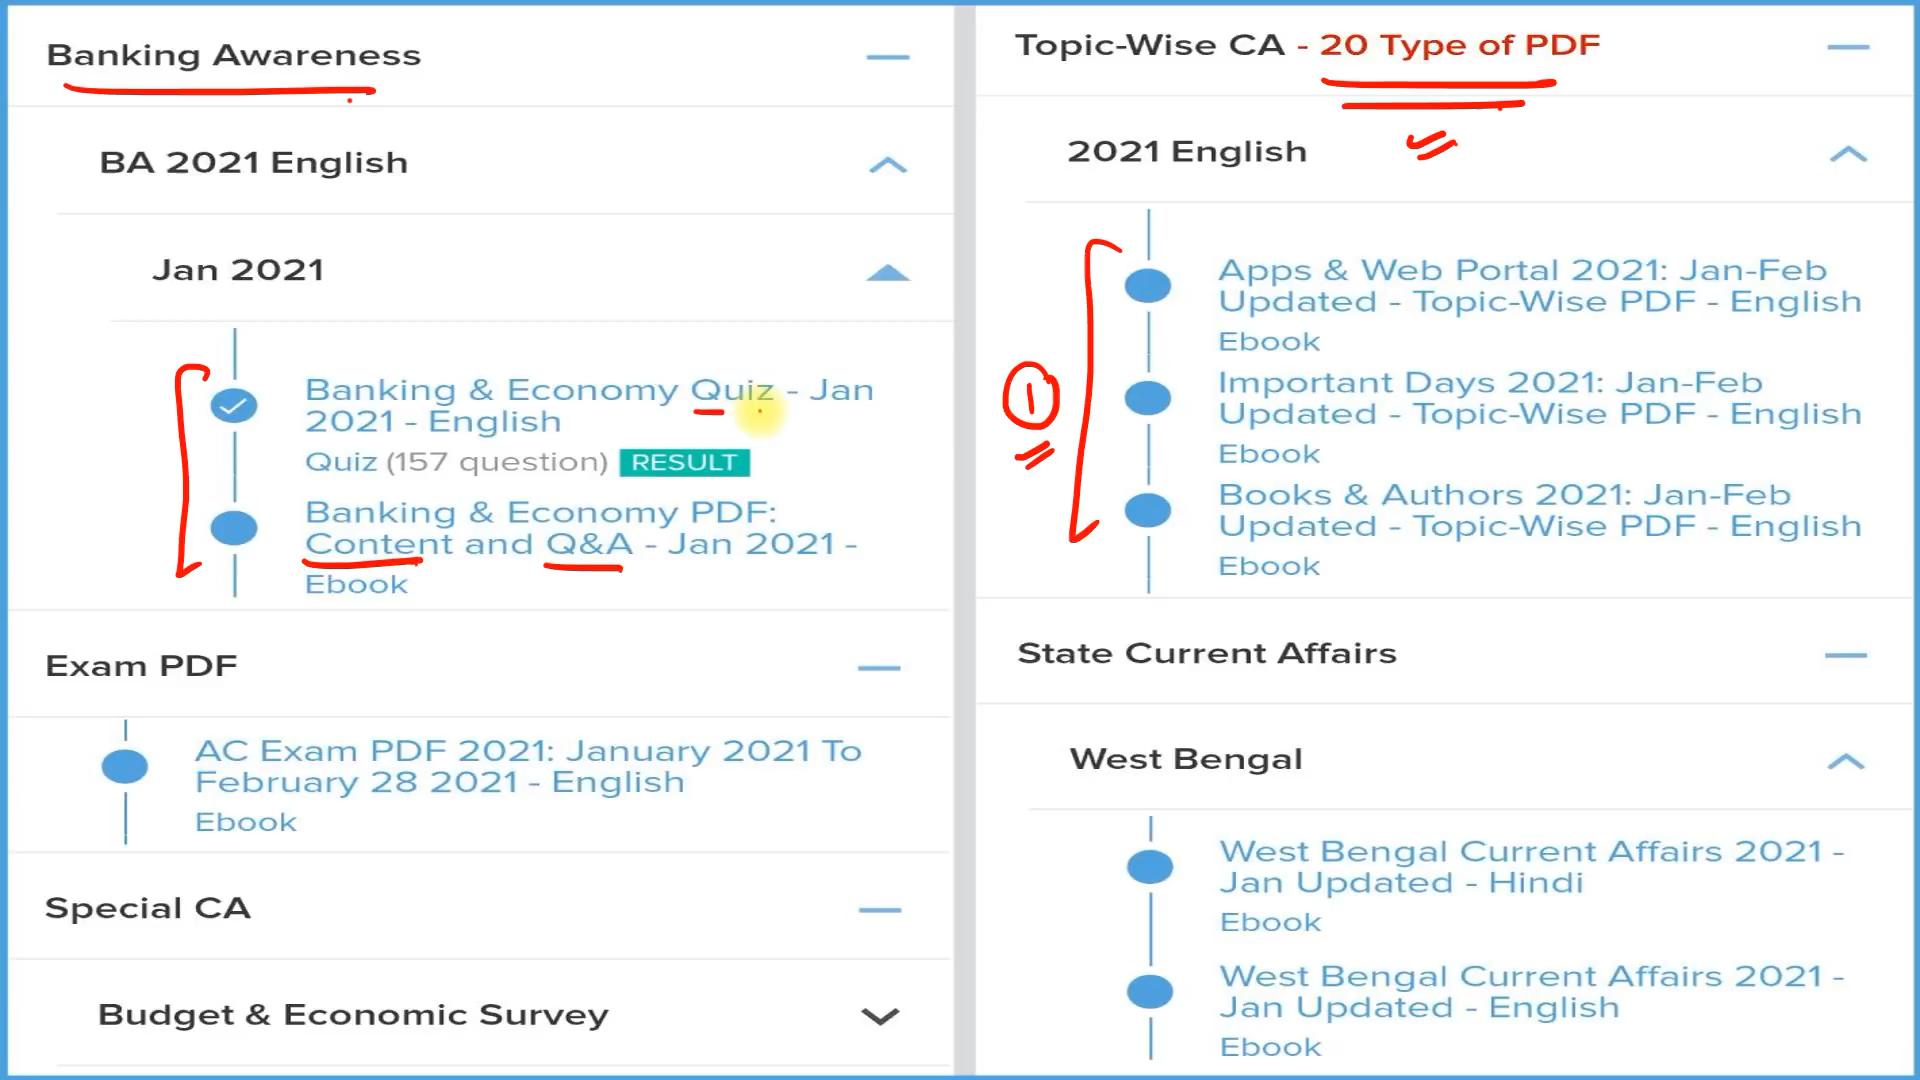 Banking Awareness
BA 2021 English
Jan 2021
Banking & Economy Quiz - Jan
2021 - English
Quiz (157 question) RESULT
Banking & Economy PDF:
Content and Q&A - Jan 2021 -
Ebook
Exam PDF
AC Exam PDF 2021: January 2021 To
February 28 2021 - English
Ebook
Special CA
Budget & Economic Survey
Topic-Wise CA - 20 Type of PDF
2021 English
1
Apps & Web Portal 2021: Jan-Feb
Updated - Topic-Wise PDF - English
Ebook
Important Days 2021: Jan-Feb
Updated - Topic-Wise PDF - English
Ebook
Books & Authors 2021: Jan-Feb
Updated - Topic-Wise PDF - English
Ebook
State Current Affairs
West Bengal
West Bengal Current Affairs 2021 -
Jan Updated - Hindi
Ebook
West Bengal Current Affairs 2021 -
Jan Updated - English
Ebook